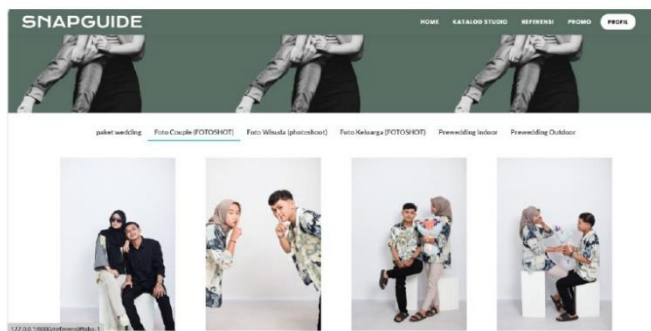 SNAPGUIDE
HOME KATALOG STUDIO REFERENSI PROMO PROFIL
paket wedding Foto Couple (FOTOSHOT) Foto Wisuda (photoshoot) Foto Keluarga (FOTOSHOT) Prewedding Indoor Prewedding Outdoor